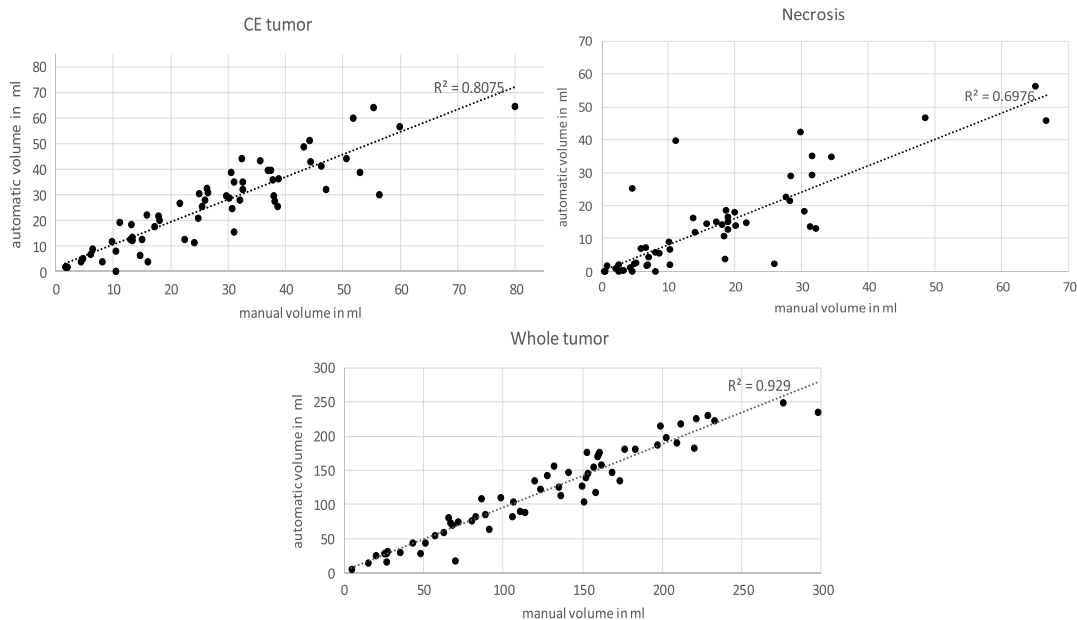 CE tumor
80
70
60
50
40
30
20
10
0
R² = 0.8075
automatic volume in ml
0 10 20 30 40 50 60 70 80
manual volume in ml
Necrosis
70
60
50
40
30
20
10
0
R² = 0.6976
automatic volume in ml
0 10 20 30 40 50 60 70
manual volume in ml
Whole tumor
300
250
200
150
100
50
0
R² = 0.929
automatic volume in ml
0 50 100 150 200 250 300
manual volume in ml